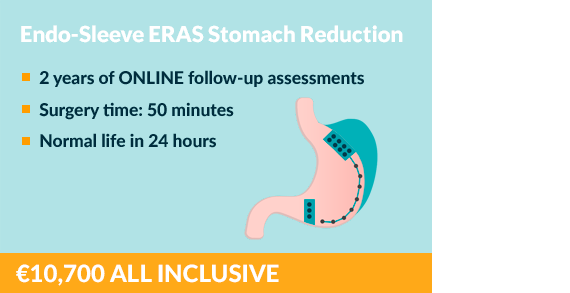 Endo-Sleeve ERAS Stomach Reduction
2 years of ONLINE follow-up assessments
Surgery time: 50 minutes
Normal life in 24 hours
€10,700 ALL INCLUSIVE